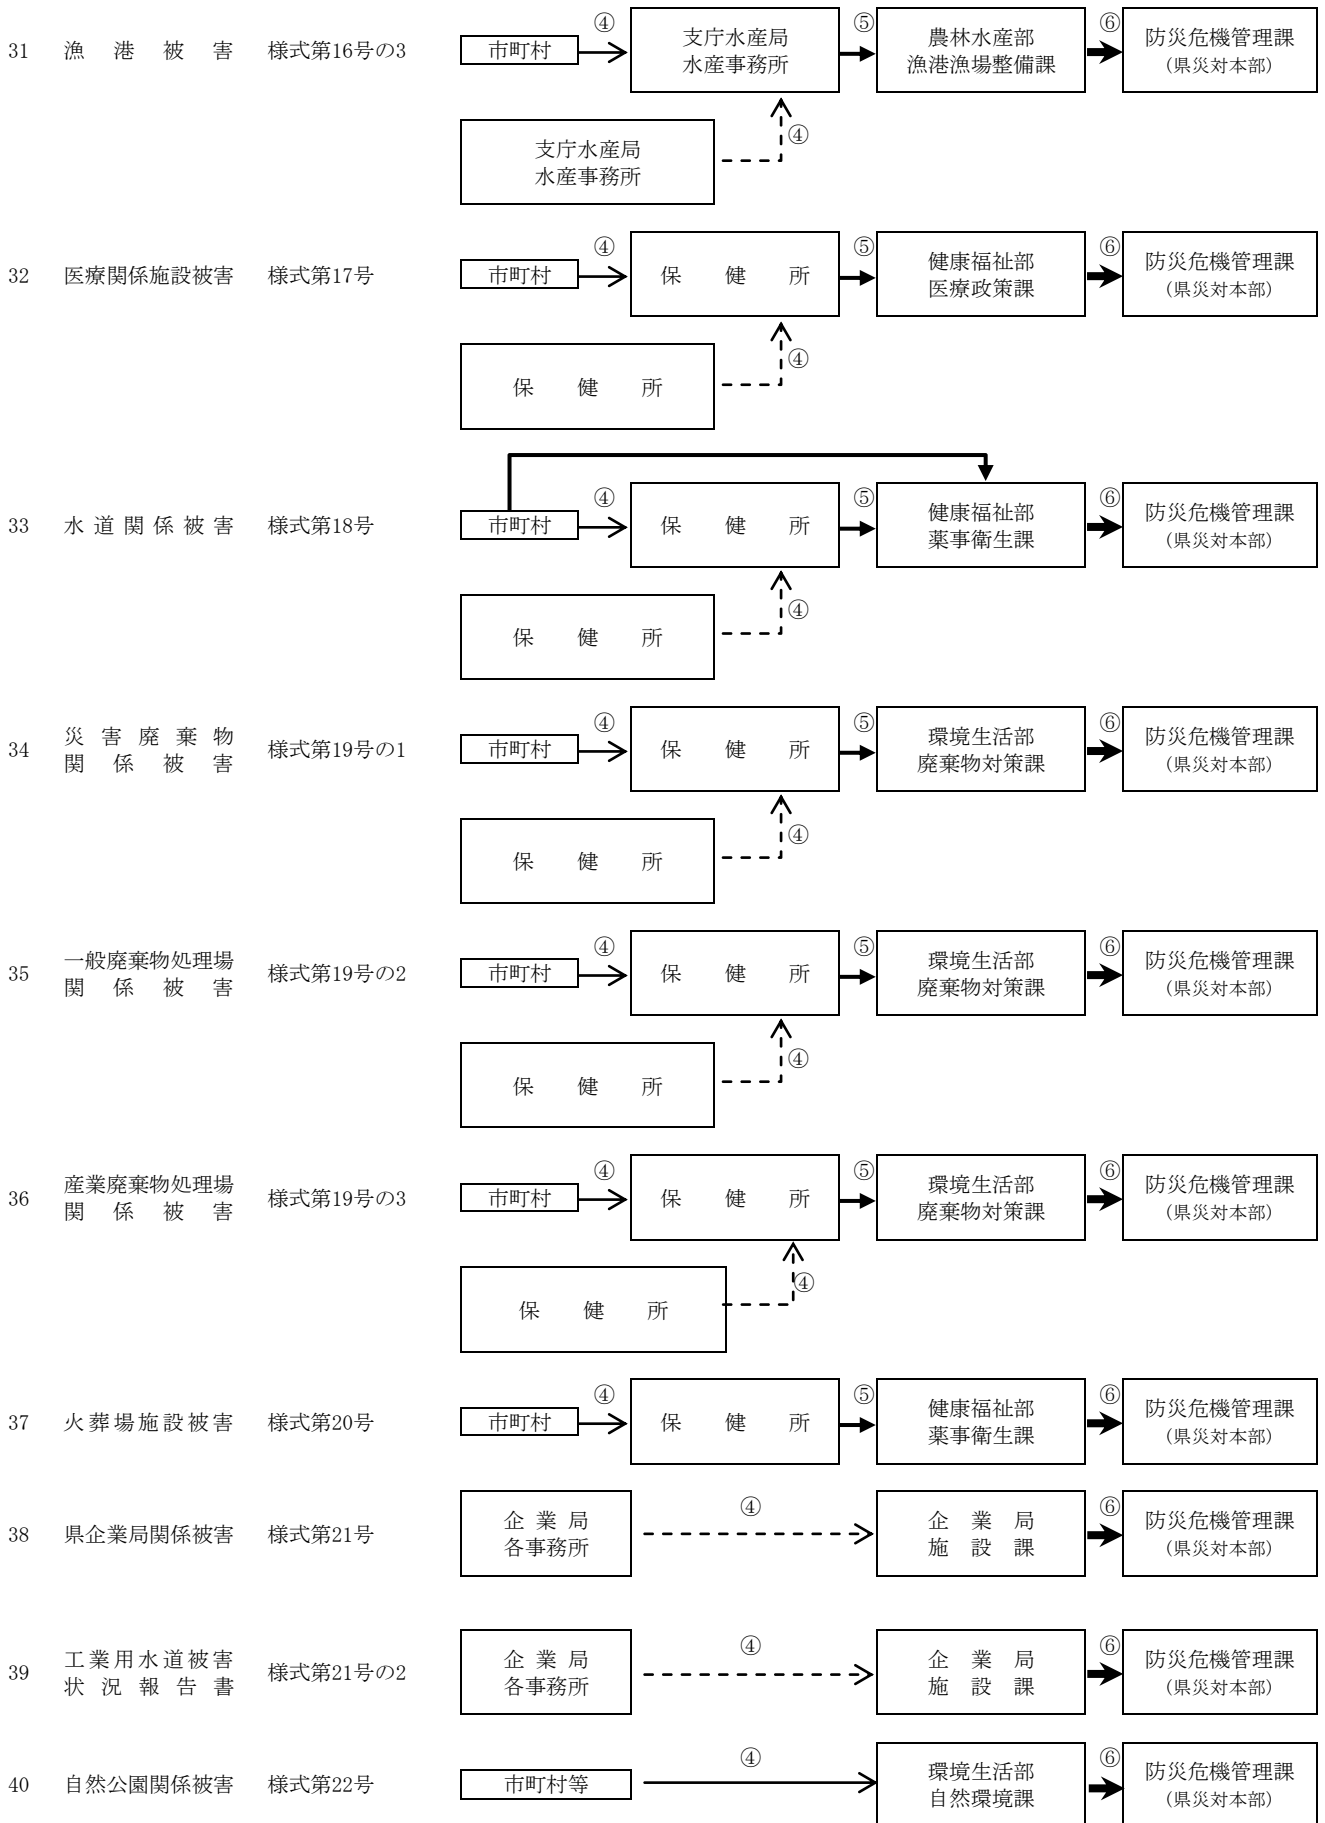 ④ ⑤ ⑥
31 漁港被害 様式第16号の3 市町村 支庁水産局 農林水産部 防災危機管理課
水産事務所 漁港漁場整備課 (県災対本部)
④
支庁水産局
水産事務所
④ ⑤ ⑥
32 医療関係施設被害 様式第17号 市町村 保健所 健康福祉部 防災危機管理課
医療政策課 (県災対本部)
④
保健所
④ ⑤ ⑥
33 水道関係被害 様式第18号 市町村 保健所 健康福祉部 防災危機管理課
薬事衛生課 (県災対本部)
④
保健所
④ ⑤ ⑥
34 災害廃棄物 様式第19号の1 市町村 保健所 環境生活部 防災危機管理課
関係被害 廃棄物対策課 (県災対本部)
④
保健所
④ ⑤ ⑥
35 一般廃棄物処理場 様式第19号の2 市町村 保健所 環境生活部 防災危機管理課
関係被害 廃棄物対策課 (県災対本部)
④
保健所
④ ⑤ ⑥
36 産業廃棄物処理場 様式第19号の3 市町村 保健所 環境生活部 防災危機管理課
関係被害 廃棄物対策課 (県災対本部)
④
保健所
④ ⑤ ⑥
37 火葬場施設被害 様式第20号 市町村 保健所 健康福祉部 防災危機管理課
薬事衛生課 (県災対本部)
④ ⑥
38 県企業局関係被害 様式第21号 企業局 企業局 防災危機管理課
各事務所 施設課 (県災対本部)
④ ⑥
39 工業用水道被害 様式第21号の2 企業局 企業局 防災危機管理課
状況報告書 各事務所 施設課 (県災対本部)
④ ⑥
40 自然公園関係被害 様式第22号 市町村等 環境生活部 防災危機管理課
自然環境課 (県災対本部)